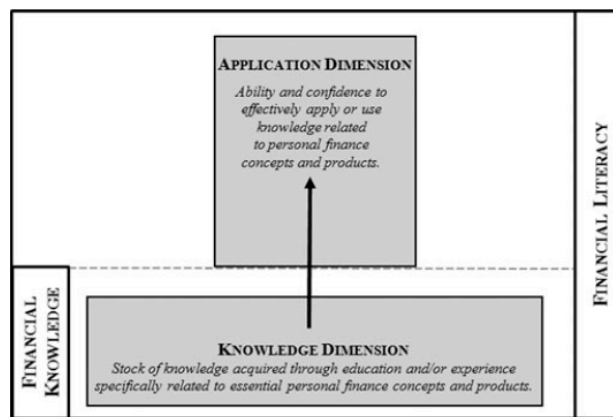 APPLICATION DIMENSION
Ability and confidence to
effectively apply or use
knowledge related
to personal finance
concepts and products.
FINANCIAL LITERACY
FINANCIAL
KNOWLEDGE
KNOWLEDGE DIMENSION
Stock of knowledge acquired through education and/or experience
specifically related to essential personal finance concepts and products.